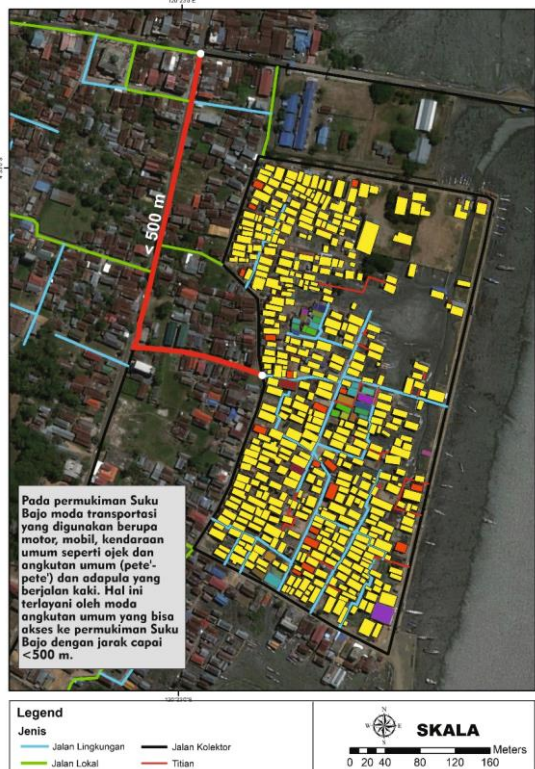 < 500 m
Pada permukiman Suku
Bajo moda transportasi
yang digunakan berupa
motor, mobil, kendaraan
umum seperti ojek dan
angkutan umum (pete'-
pete') dan adapula yang
berjalan kaki. Hal ini
terlayani oleh moda
angkutan umum yang bisa
akses ke permukiman Suku
Bajo dengan jarak capai
<500 m.
Legend
Jenis
Jalan Lingkungan
Jalan Kolektor
Jalan Lokal
Titian
N
W
E
S
SKALA
0 20 40 80 120 160
Meters